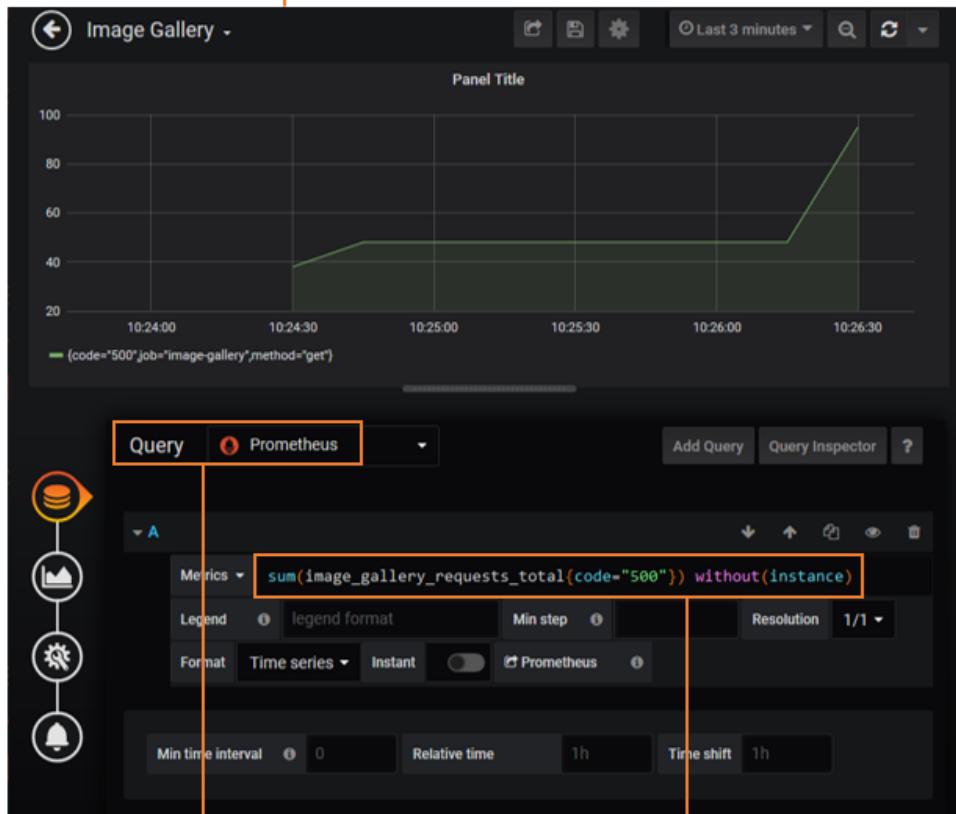 Image Gallery
Last 3 minutes
Panel Title
100
80
60
40
20
10:24:00 10:24:30 10:25:00 10:25:30 10:26:00 10:26:30
{code="500",job="image-gallery",method="get"}
Query Prometheus Add Query Query Inspector ?
A
Metrics sum(image_gallery_requests_total{code="500"}) without(instance)
Legend legend format Min step Resolution 1/1
Format Time series Instant Prometheus
Min time interval 0 Relative time 1h Time shift 1h